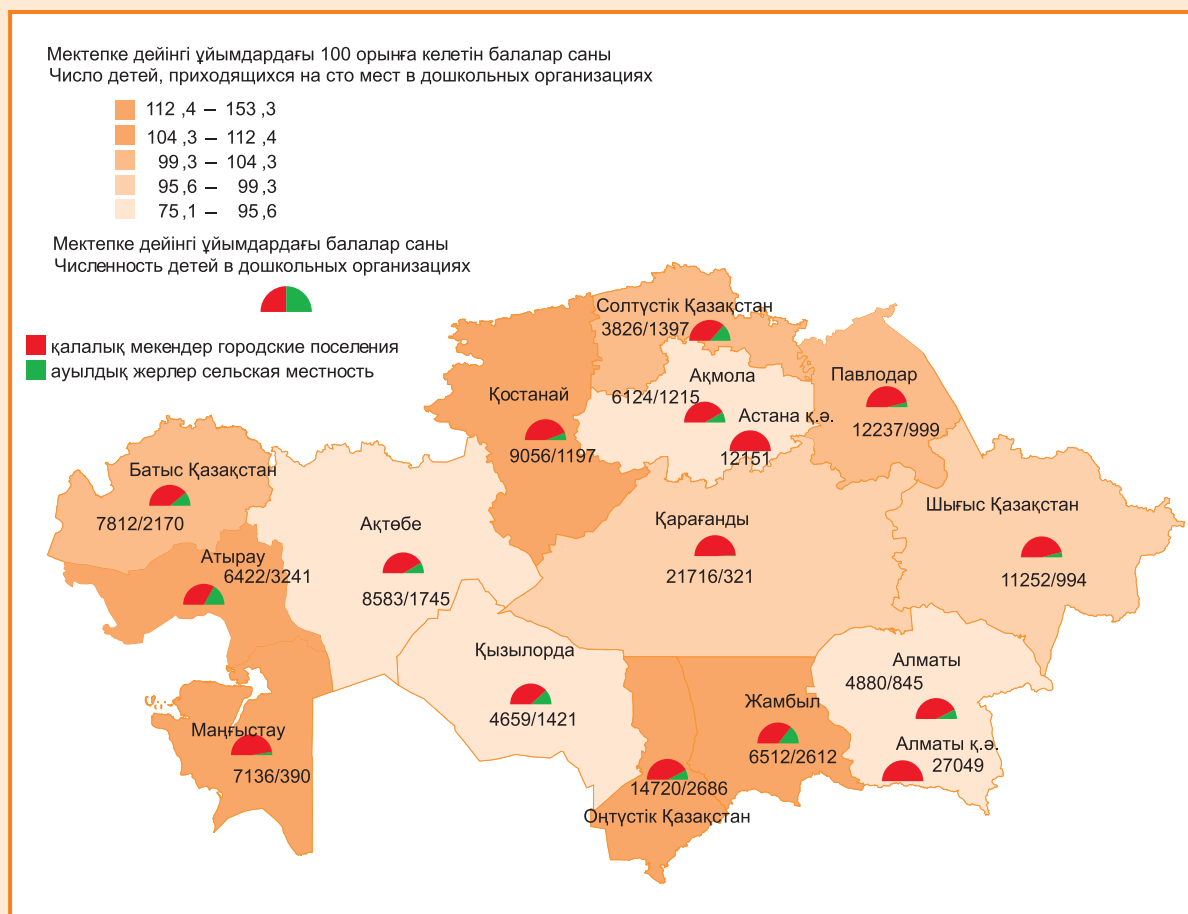 Мектепке дейінгі ұйымдардағы 100 орынға келетін балалар саны
Число детей, приходящихся на сто мест в дошкольных организациях
112 ,4 – 153 ,3
104 ,3 – 112 ,4
99 ,3 – 104 ,3
95 ,6 – 99 ,3
75 ,1 – 95 ,6
Мектепке дейінгі ұйымдардағы балалар саны
Численность детей в дошкольных организациях
қалалық мекендер городские поселения
ауылдық жерлер сельская местность
Солтүстік Қазақстан
3826/1397
Ақмола
6124/1215
Астана қ.ә.
12151
Павлодар
12237/999
Қостанай
9056/1197
Батыс Қазақстан
7812/2170
Ақтөбе
8583/1745
Атырау
6422/3241
Қарағанды
21716/321
Шығыс Қазақстан
11252/994
Қызылорда
4659/1421
Маңғыстау
7136/390
Жамбыл
6512/2612
Алматы
4880/845
Алматы қ.ә.
27049
14720/2686
Оңтүстік Қазақстан